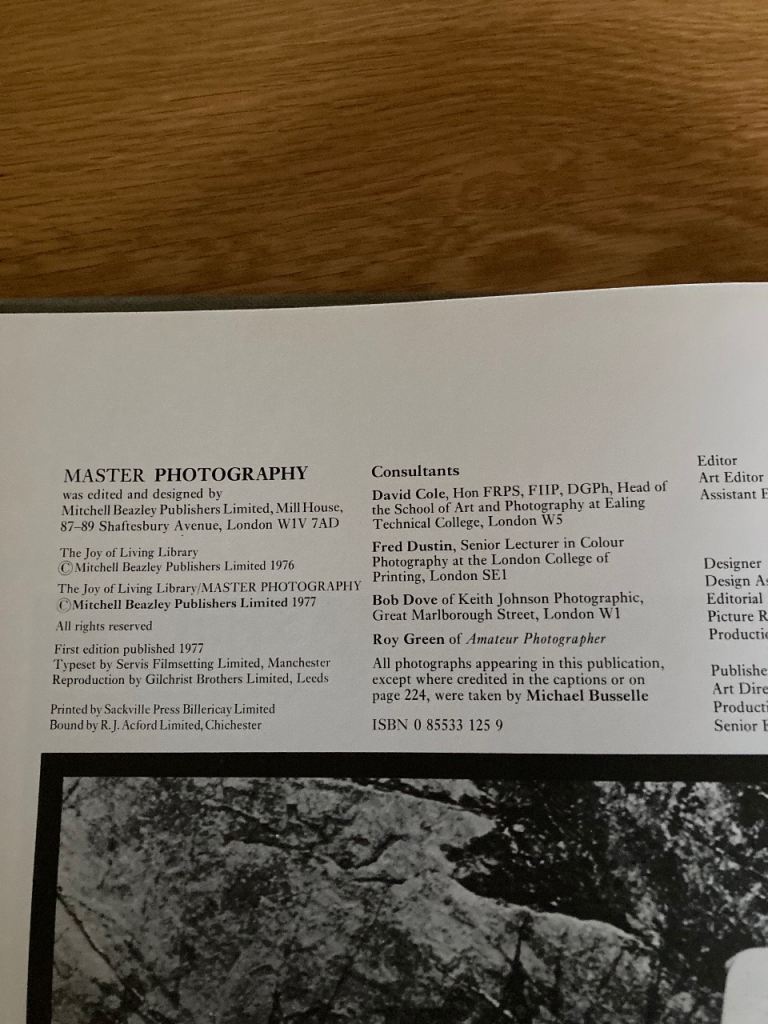 MASTER PHOTOGRAPHY
was edited and designed by
Mitchell Beazley Publishers Limited, Mill House,
87–89 Shaftesbury Avenue, London W1V 7AD
The Joy of Living Library
© Mitchell Beazley Publishers Limited 1976
The Joy of Living Library/MASTER PHOTOGRAPHY
© Mitchell Beazley Publishers Limited 1977
All rights reserved
First edition published 1977
Typeset by Servis Filmsetting Limited, Manchester
Reproduction by Gilchrist Brothers Limited, Leeds
Printed by Sackville Press Billericay Limited
Bound by R.J. Acford Limited, Chichester
Consultants
David Cole, Hon FRPS, FIIP, DGPh, Head of
the School of Art and Photography at Ealing
Technical College, London W5
Fred Dustin, Senior Lecturer in Colour
Photography at the London College of
Printing, London SE1
Bob Dove of Keith Johnson Photographic,
Great Marlborough Street, London W1
Roy Green of Amateur Photographer
All photographs appearing in this publication,
except where credited in the captions or on
page 224, were taken by Michael Busselle
ISBN 0 85533 125 9
Editor
Art Editor
Assistant
Designer
Design
Editorial
Picture
Art
Senior